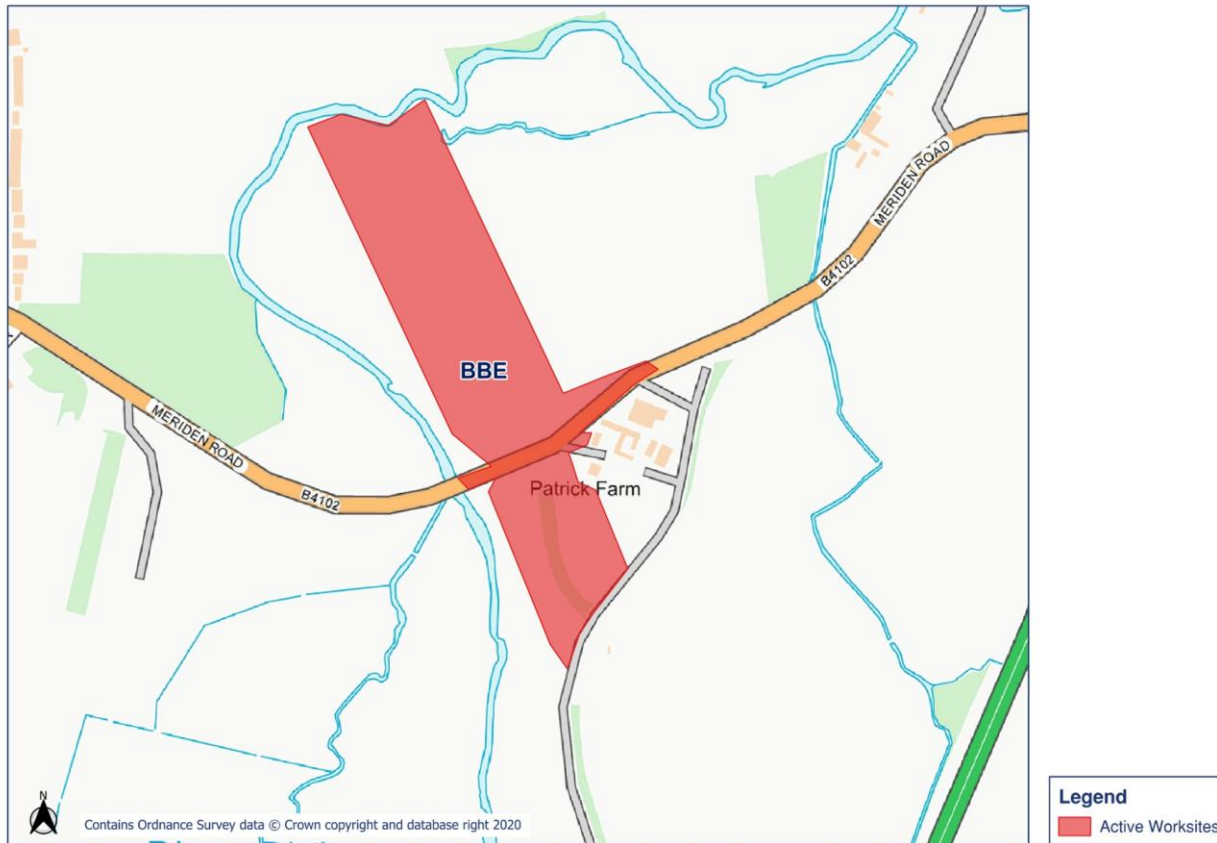 MERIDEN ROAD
B4102
BBE
MERIDEN ROAD
B4102
Patrick Farm
N
Contains Ordnance Survey data © Crown copyright and database right 2020
Legend
Active Worksites